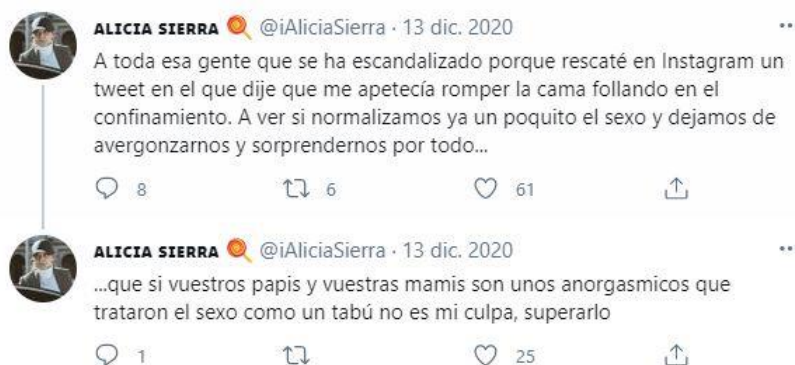 ALICIA SIERRA 🍭 @iAliciaSierra · 13 dic. 2020
A toda esa gente que se ha escandalizado porque rescaté en Instagram un
tweet en el que dije que me apetecía romper la cama follando en el
confinamiento. A ver si normalizamos ya un poquito el sexo y dejamos de
avergonzarnos y sorprendernos por todo...
8 6 61
ALICIA SIERRA 🍭 @iAliciaSierra · 13 dic. 2020
...que si vuestros papis y vuestras mamis son unos anorgasmicos que
trataron el sexo como un tabú no es mi culpa, superarlo
1 25